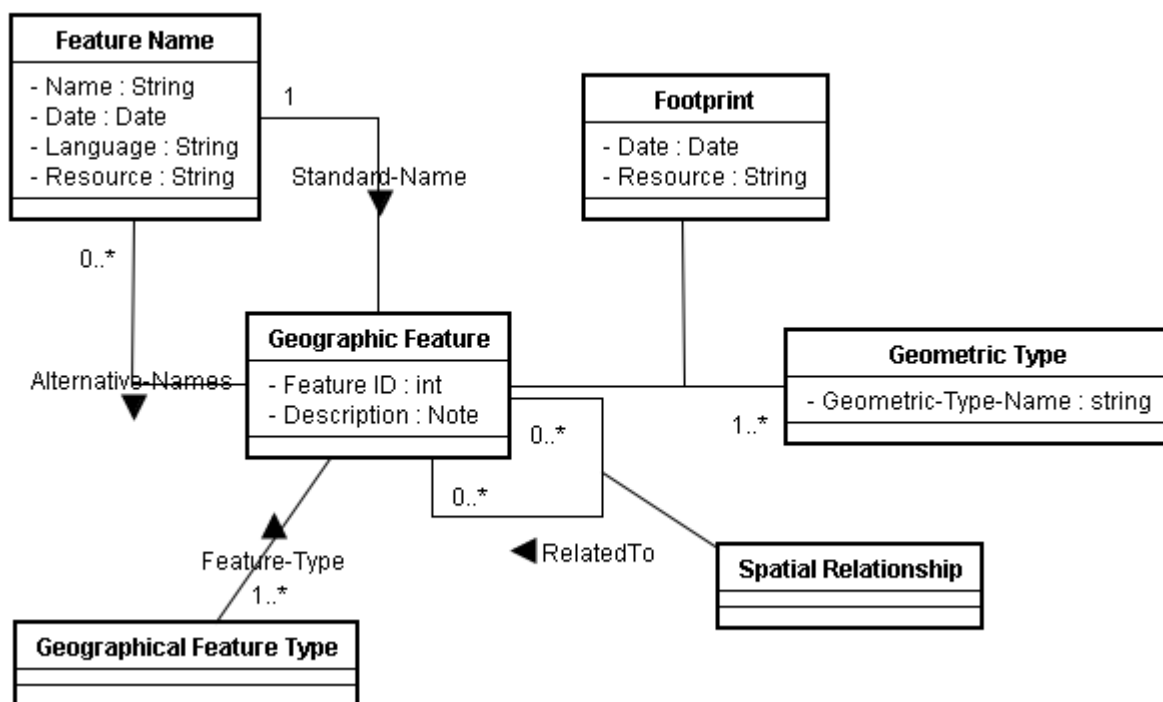 Feature Name
- Name : String
- Date : Date
- Language : String
- Resource : String
1
Standard-Name
0..*
Alternative-Names
Footprint
- Date : Date
- Resource : String
Geographic Feature
- Feature ID : int
- Description : Note
Geometric Type
- Geometric-Type-Name : string
1..*
0..*
0..*
RelatedTo
Feature-Type
1..*
Spatial Relationship
Geographical Feature Type